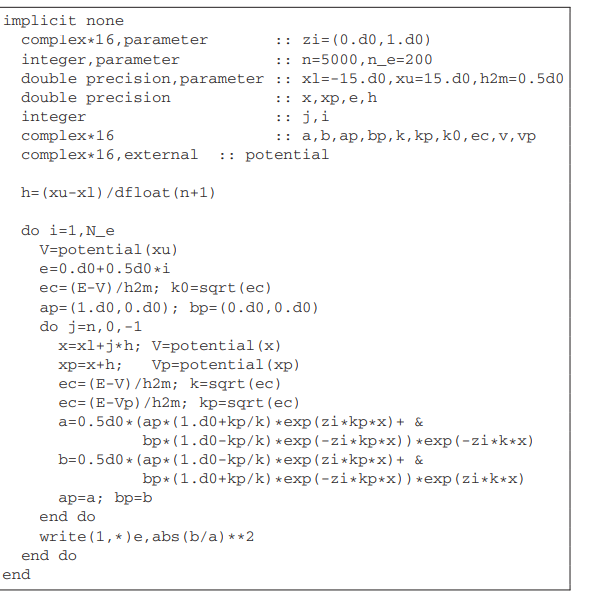 implicit none
  complex*16,parameter       :: zi=(0.d0,1.d0)
  integer,parameter          :: n=5000,n_e=200
  double precision,parameter :: xl=-15.d0,xu=15.d0,h2m=0.5d0
  double precision           :: x,xp,e,h
  integer                    :: j,i
  complex*16                 :: a,b,ap,bp,k,kp,k0,ec,v,vp
  complex*16,external  :: potential

  h=(xu-xl)/dfloat(n+1)

  do i=1,N_e
    V=potential(xu)
    e=0.d0+0.5d0*i
    ec=(E-V)/h2m; k0=sqrt(ec)
    ap=(1.d0,0.d0); bp=(0.d0,0.d0)
    do j=n,0,-1
      x=xl+j*h; V=potential(x)
      xp=x+h;   Vp=potential(xp)
      ec=(E-V)/h2m; k=sqrt(ec)
      ec=(E-Vp)/h2m; kp=sqrt(ec)
      a=0.5d0*(ap*(1.d0+kp/k)*exp(zi*kp*x)+ &
               bp*(1.d0-kp/k)*exp(-zi*kp*x))*exp(-zi*k*x)
      b=0.5d0*(ap*(1.d0-kp/k)*exp(zi*kp*x)+ &
               bp*(1.d0+kp/k)*exp(-zi*kp*x))*exp(zi*k*x)
      ap=a; bp=b
    end do
    write(1,*)e,abs(b/a)**2
  end do
end